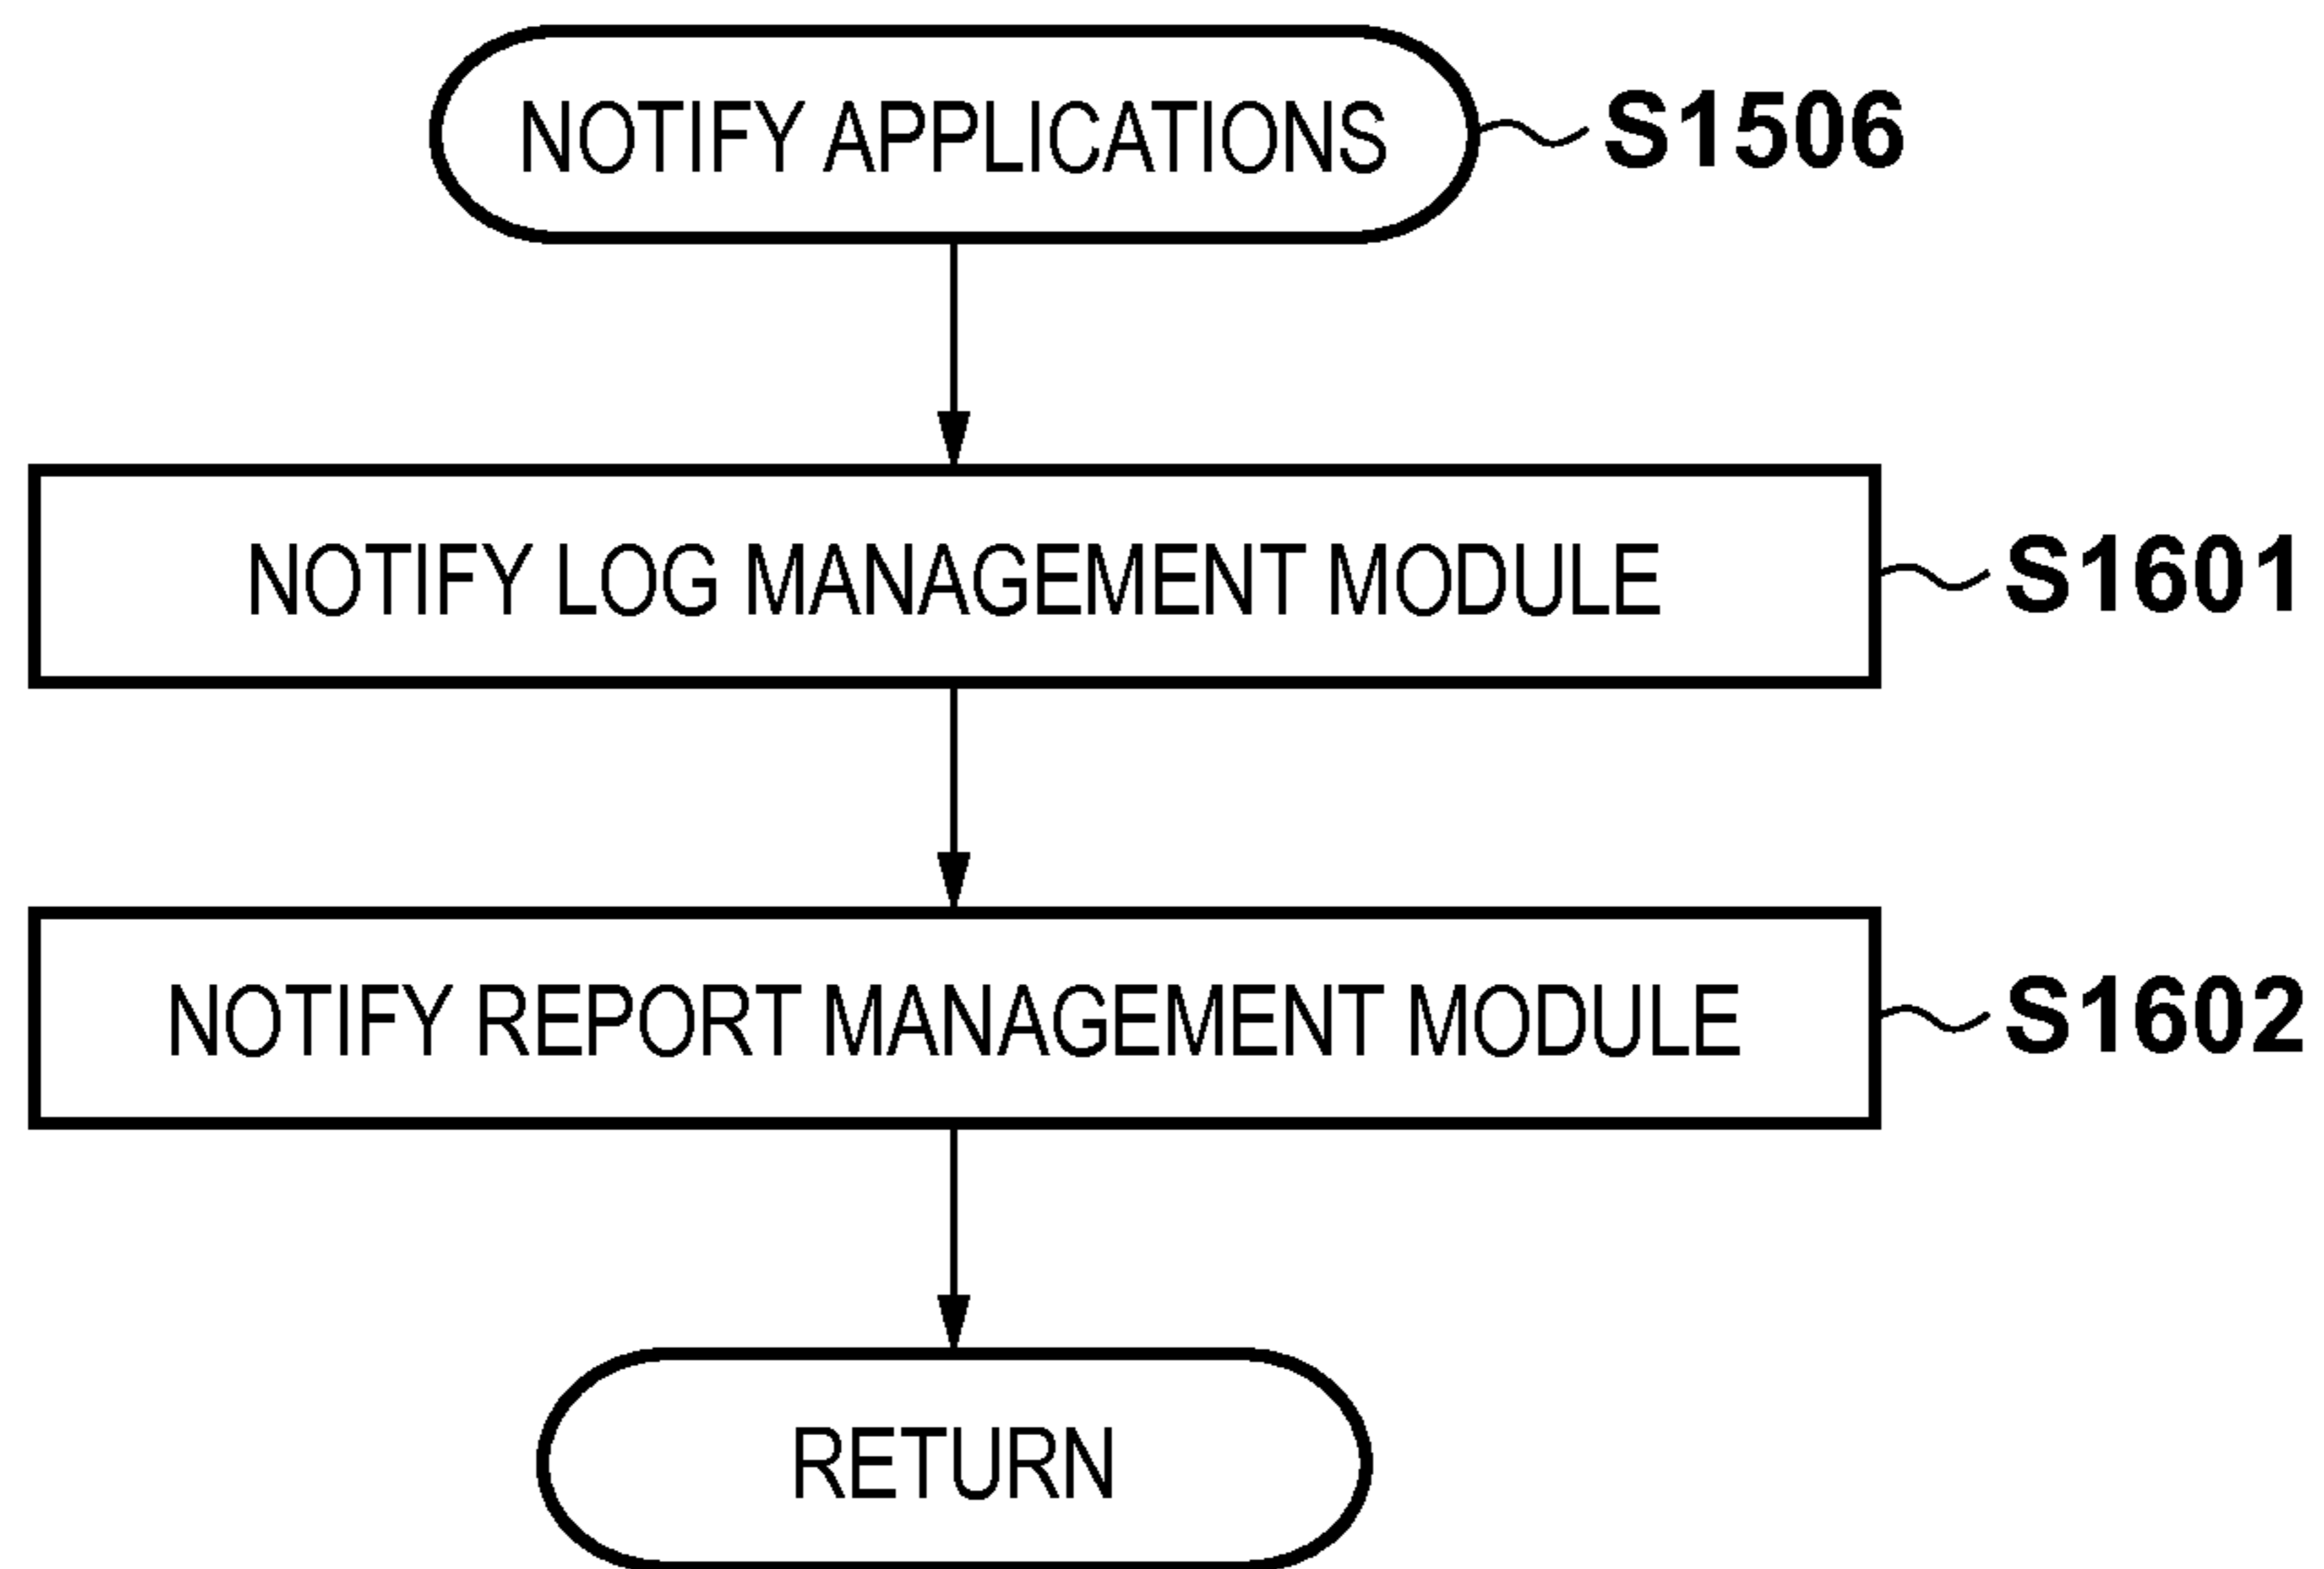 NOTIFY APPLICATIONS S1506
NOTIFY LOG MANAGEMENT MODULE S1601
NOTIFY REPORT MANAGEMENT MODULE S1602
RETURN